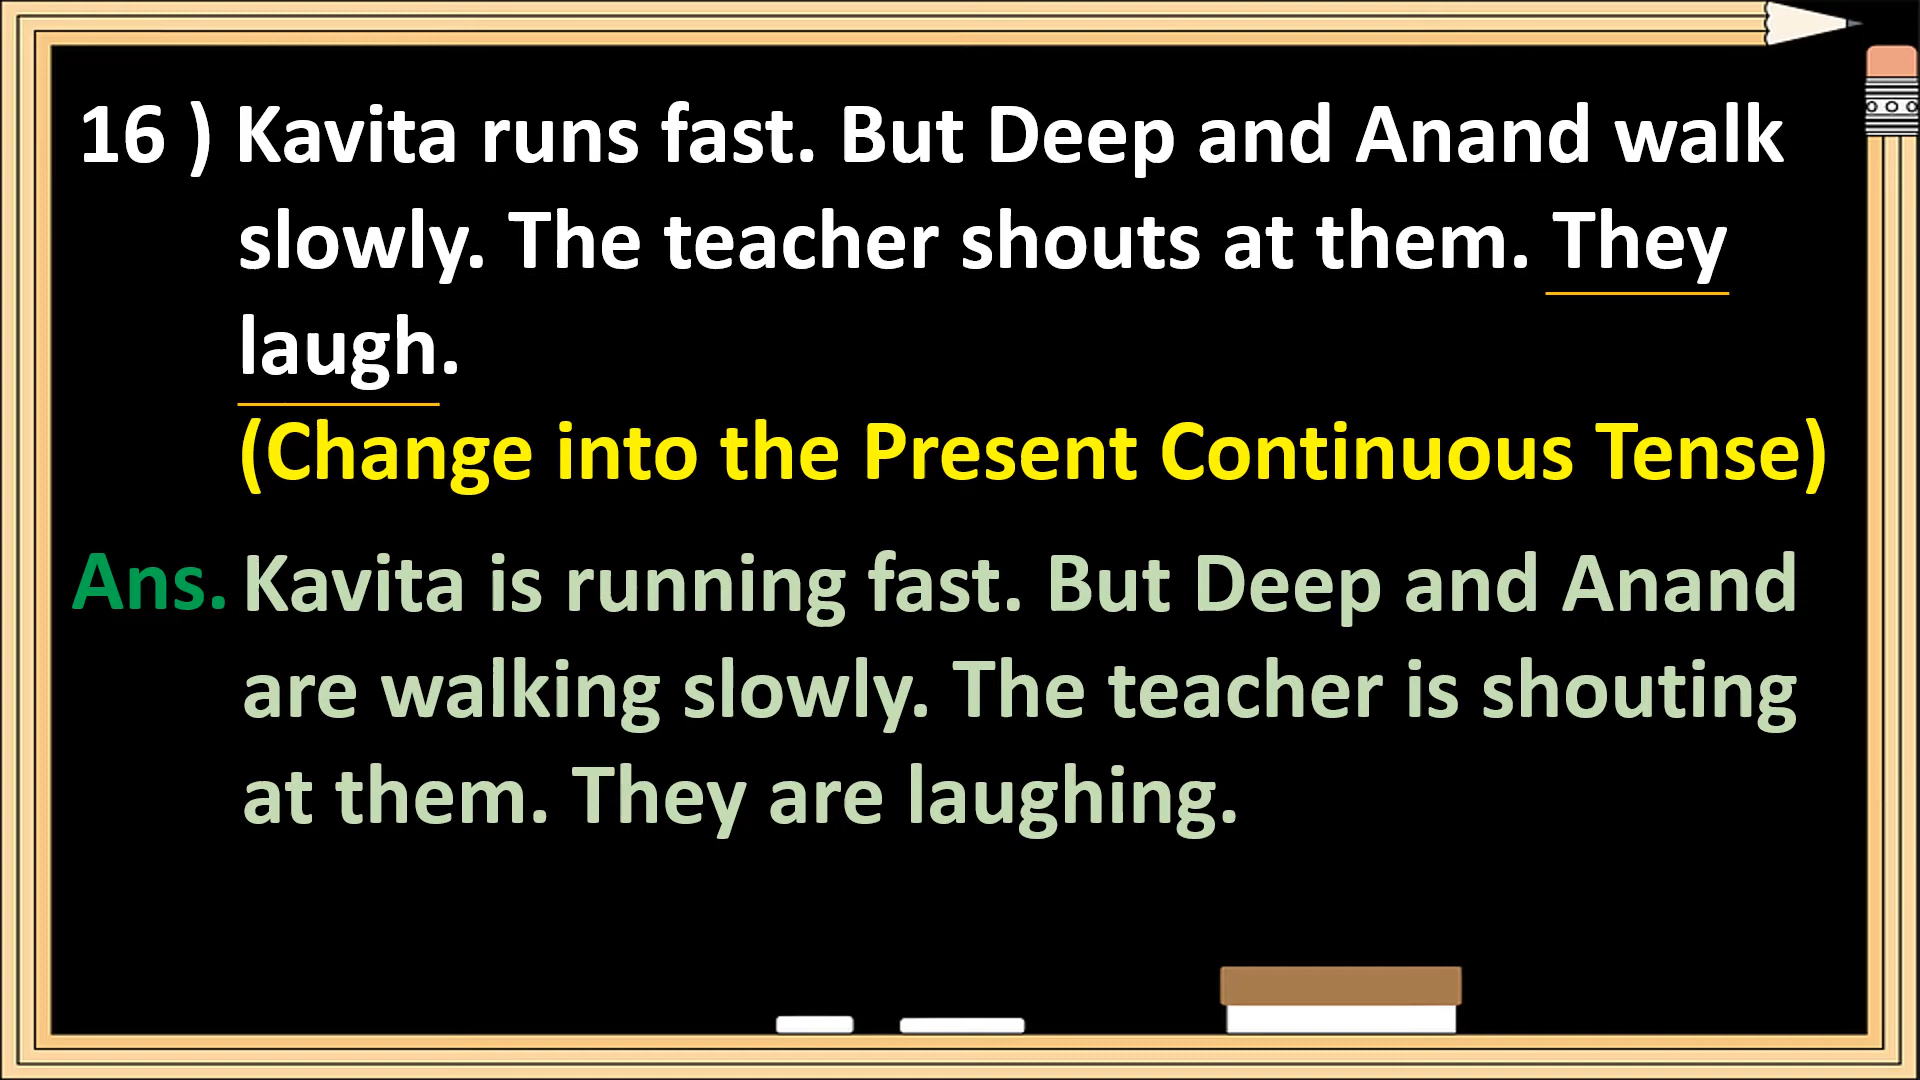 16 ) Kavita runs fast. But Deep and Anand walk
slowly. The teacher shouts at them. They
laugh.
(Change into the Present Continuous Tense)
Ans. Kavita is running fast. But Deep and Anand
are walking slowly. The teacher is shouting
at them. They are laughing.